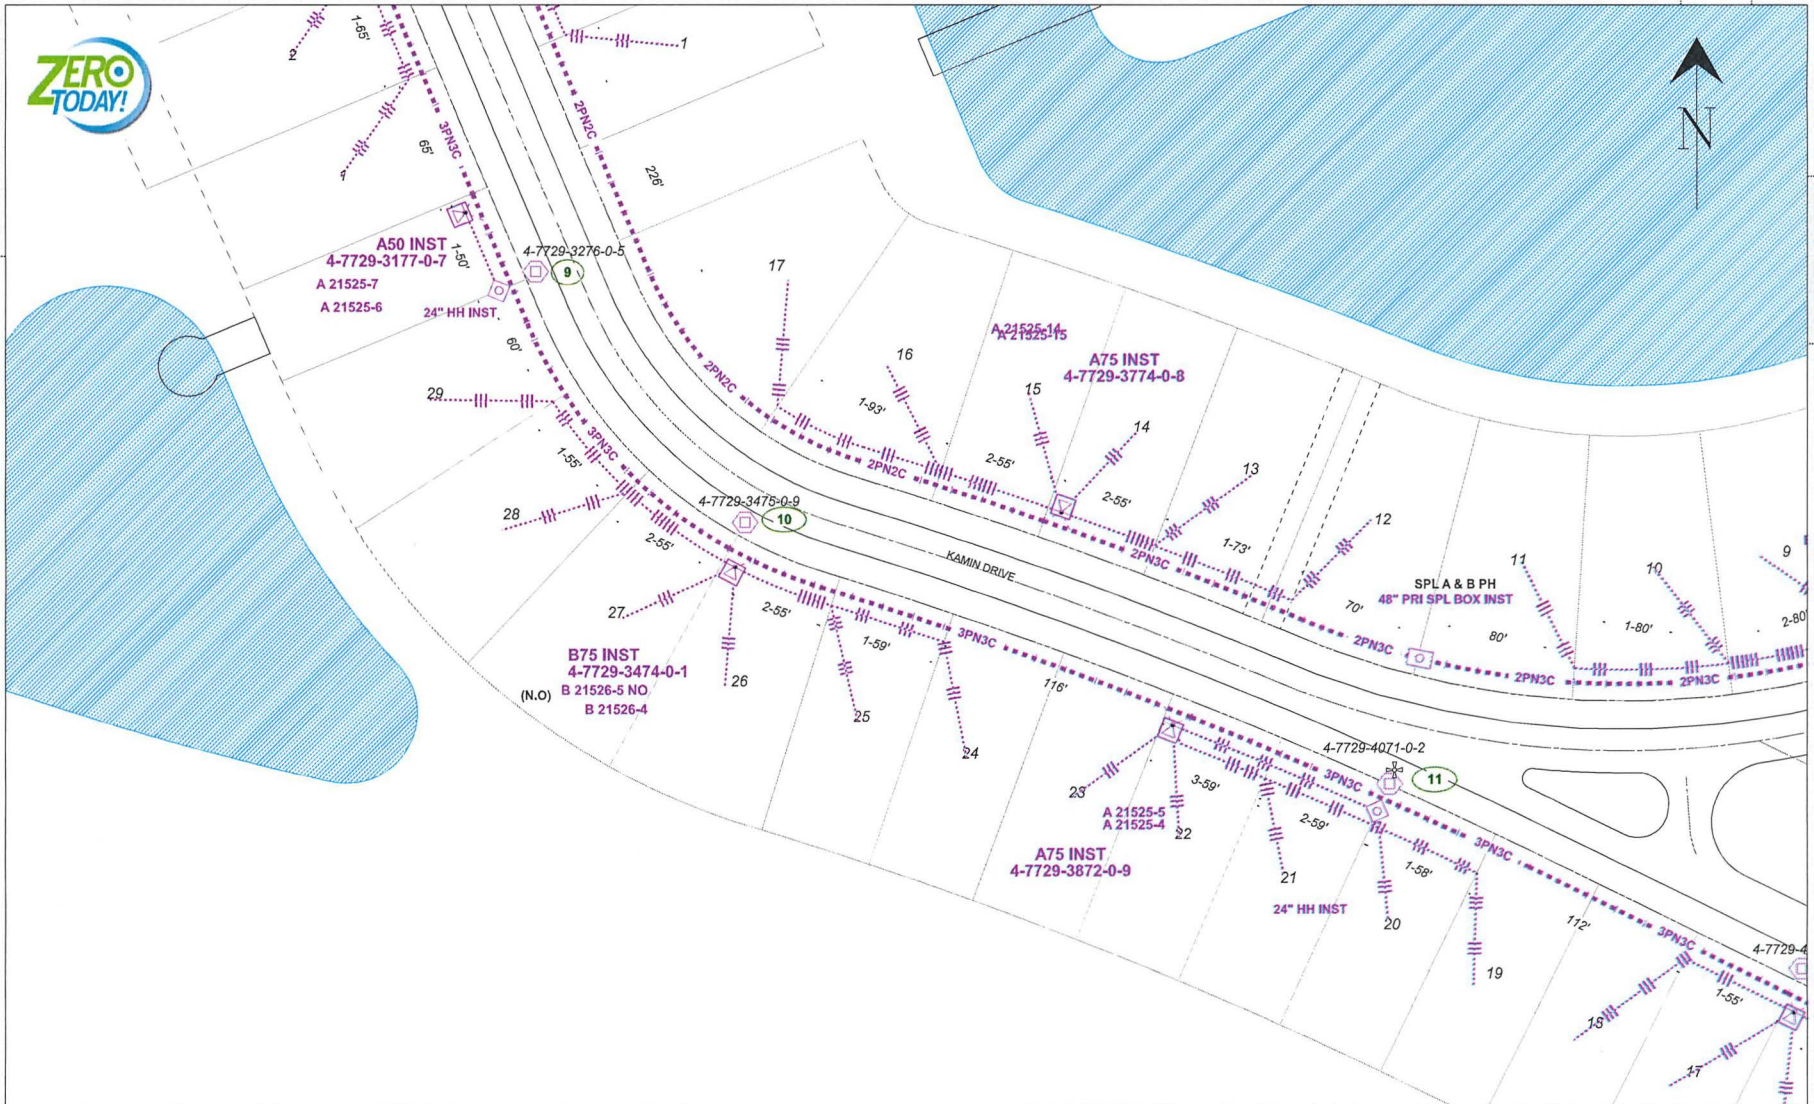 ZERO
TODAY!
2
1-65'
1
2PN2C
3PN3C
65'
1
226'
N
A50 INST
4-7729-3177-0-7
1-50'
A 21525-7
A 21525-6
24" HH INST
4-7729-3276-0-5
9
60'
17
16
A 21525-14
A 21525-15
A75 INST
4-7729-3774-0-8
2PN2C
1-93'
15
14
13
29
3PN3C
1-55'
2PN2C
2-55'
2-55'
12
28
4-7729-3475-0-9
10
2-55'
KAMIN DRIVE
2PN3C
1-73'
11
10
9
SPL A & B PH
48" PRI SPL BOX INST
70'
80'
1-80'
2-80'
27
2-55'
1-59'
3PN3C
2PN3C
2PN3C
2PN3C
B75 INST
4-7729-3474-0-1
B 21526-5 NO
B 21526-4
(N.O)
26
25
24
116'
4-7729-4071-0-2
11
3PN3C
23
3-59'
2-59'
A 21525-5
A 21525-4
22
A75 INST
4-7729-3872-0-9
21
1-58'
3PN3C
24" HH INST
20
19
112'
3PN3C
4-7729-4
1-55'
18
17